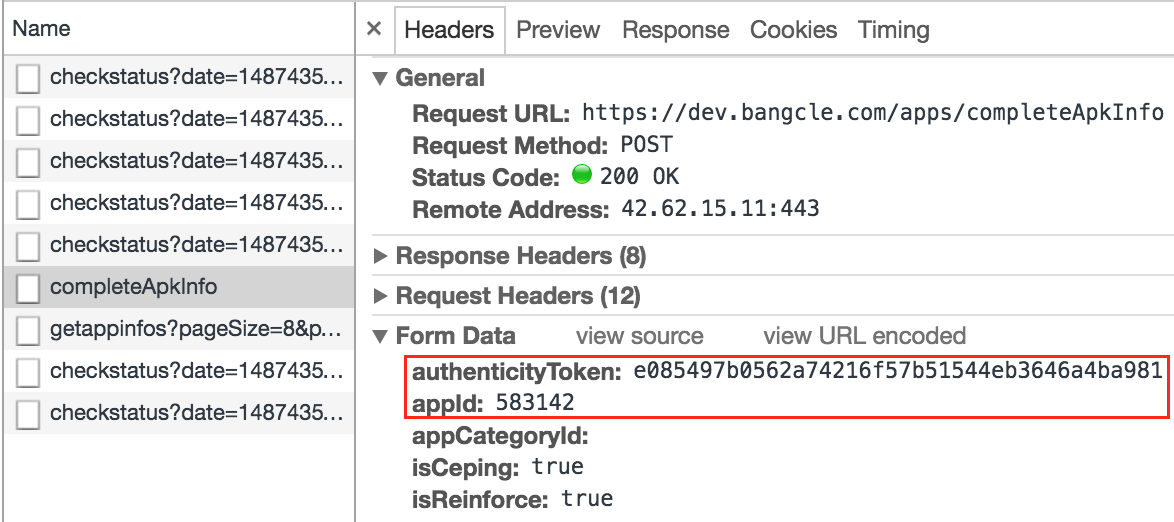 Name
checkstatus?date=1487435...
checkstatus?date=1487435...
checkstatus?date=1487435...
checkstatus?date=1487435...
checkstatus?date=1487435...
completeApkInfo
getappinfos?pageSize=8&p...
checkstatus?date=1487435...
checkstatus?date=1487435...
× Headers Preview Response Cookies Timing
▼ General
Request URL: https://dev.bangcle.com/apps/completeApkInfo
Request Method: POST
Status Code: 200 OK
Remote Address: 42.62.15.11:443
▶ Response Headers (8)
▶ Request Headers (12)
▼ Form Data view source view URL encoded
authenticityToken: e085497b0562a74216f57b51544eb3646a4ba981
appId: 583142
appCategoryId:
isCeping: true
isReinforce: true